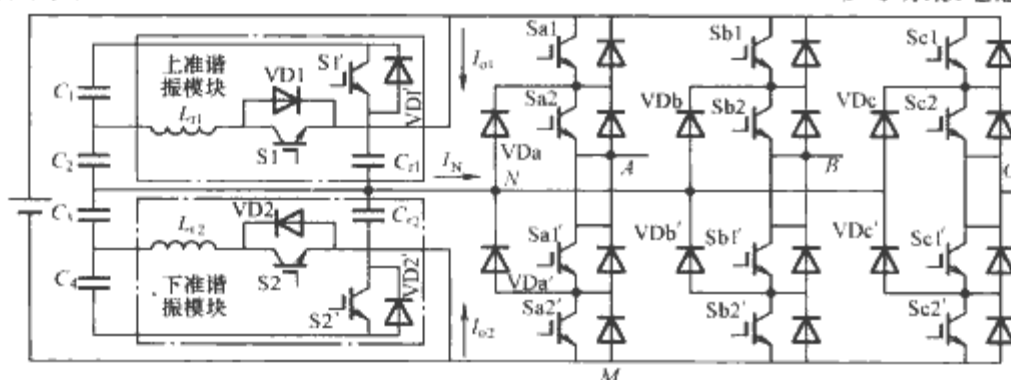 上准谐
振模块
C1
C2
C3
C4
Lr1
VD1
S1
S1'
VD1'
Cr1
Io1
IN
N
Lr2
VD2
S2
S2'
VD2'
Cr2
Io2
下准谐
振模块
Sa1
Sa2
VDa
A
Sa1'
VDa'
Sa2'
M
Sb1
VDb
Sb2
B
VDb'
Sb1'
Sb2'
Sc1
VDc
Sc2
VDc'
Sc1'
Sc2'